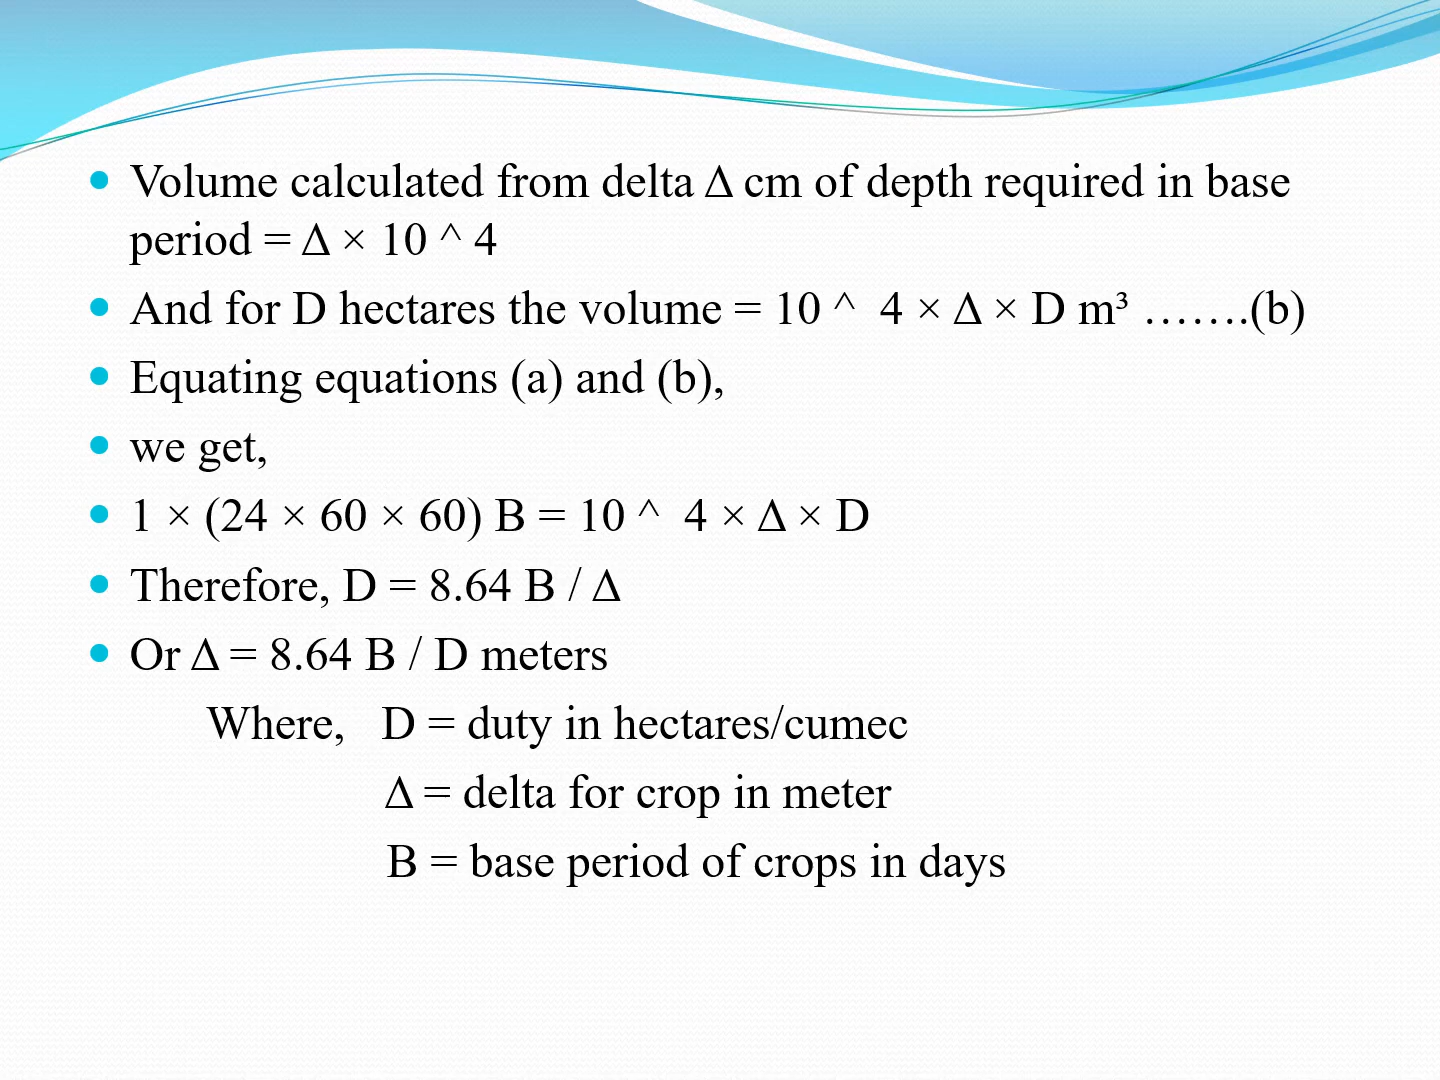 Volume calculated from delta Δ cm of depth required in base
period = Δ × 10 ^ 4
And for D hectares the volume = 10 ^  4 × Δ × D m³ …….(b)
Equating equations (a) and (b),
we get,
1 × (24 × 60 × 60) B = 10 ^  4 × Δ × D
Therefore, D = 8.64 B / Δ
Or Δ = 8.64 B / D meters
Where,   D = duty in hectares/cumec
Δ = delta for crop in meter
B = base period of crops in days